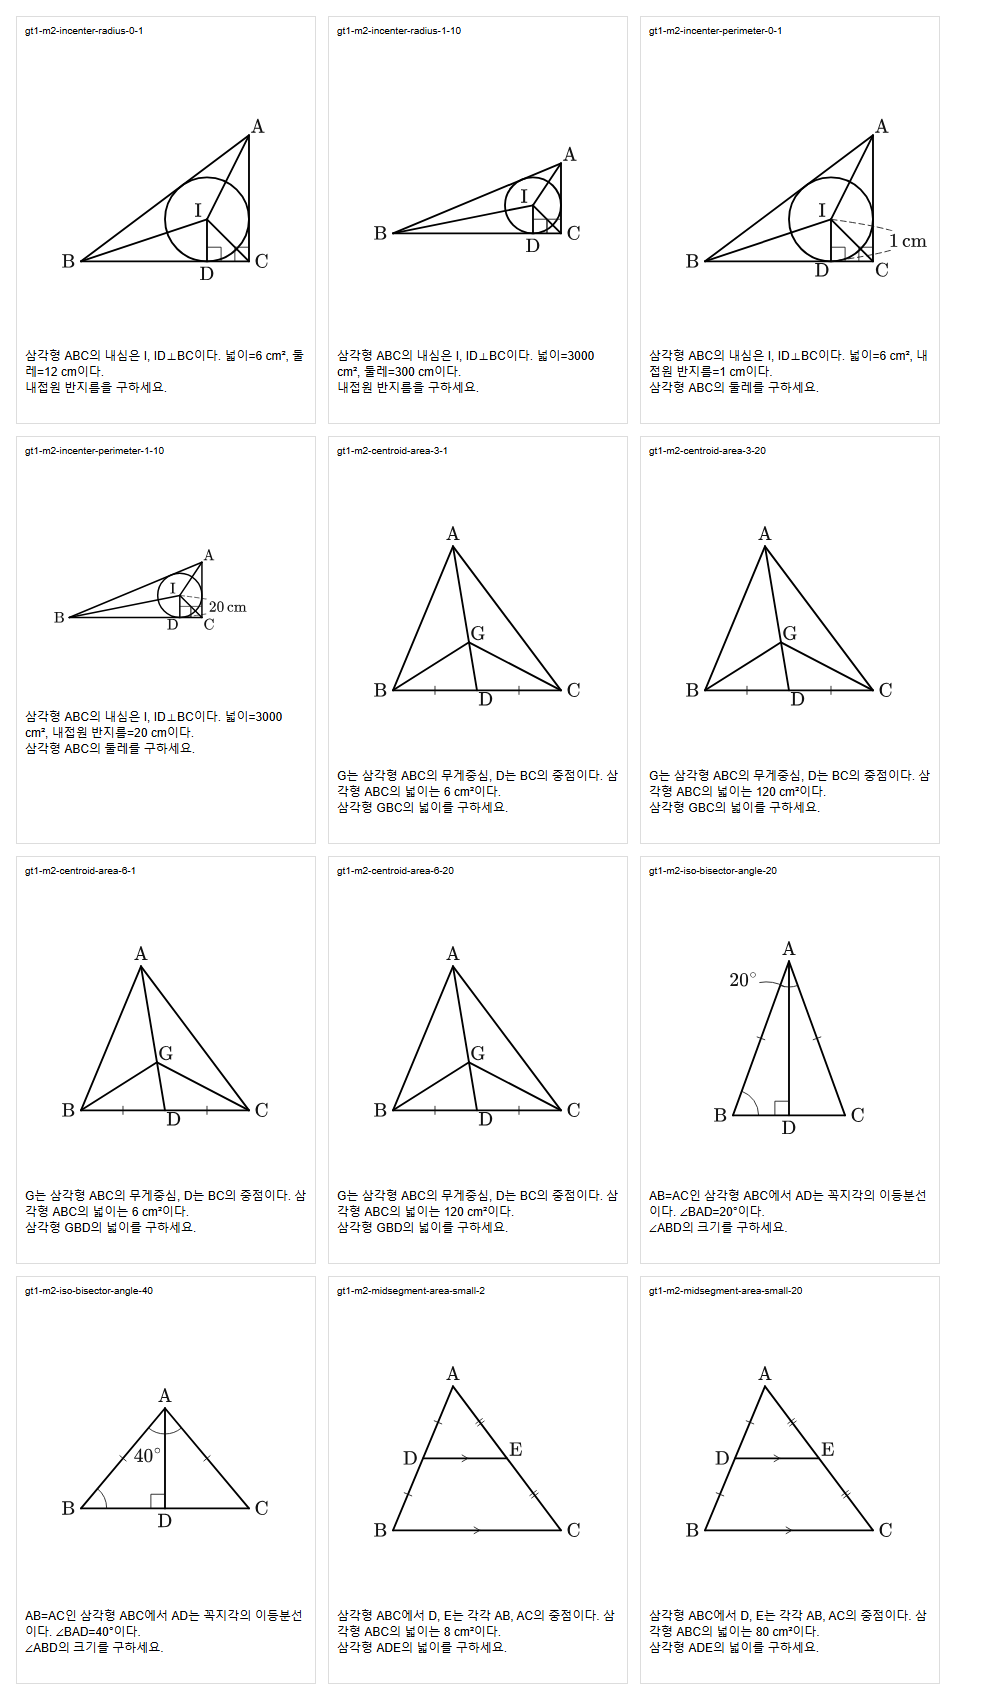 gt1-m2-incenter-radius-0-1
A
I
B
D
C
삼각형 ABC의 내심은 I, ID⊥BC이다. 넓이=6 cm², 둘
레=12 cm이다.
내접원 반지름을 구하세요.
gt1-m2-incenter-radius-1-10
A
I
B
D
C
삼각형 ABC의 내심은 I, ID⊥BC이다. 넓이=3000
cm², 둘레=300 cm이다.
내접원 반지름을 구하세요.
gt1-m2-incenter-perimeter-0-1
A
I
1 cm
B
D
C
삼각형 ABC의 내심은 I, ID⊥BC이다. 넓이=6 cm², 내
접원 반지름=1 cm이다.
삼각형 ABC의 둘레를 구하세요.
gt1-m2-incenter-perimeter-1-10
A
I
20 cm
B
D
C
삼각형 ABC의 내심은 I, ID⊥BC이다. 넓이=3000
cm², 내접원 반지름=20 cm이다.
삼각형 ABC의 둘레를 구하세요.
gt1-m2-centroid-area-3-1
A
G
B
D
C
G는 삼각형 ABC의 무게중심, D는 BC의 중점이다. 삼
각형 ABC의 넓이는 6 cm²이다.
삼각형 GBC의 넓이를 구하세요.
gt1-m2-centroid-area-3-20
A
G
B
D
C
G는 삼각형 ABC의 무게중심, D는 BC의 중점이다. 삼
각형 ABC의 넓이는 120 cm²이다.
삼각형 GBC의 넓이를 구하세요.
gt1-m2-centroid-area-6-1
A
G
B
D
C
G는 삼각형 ABC의 무게중심, D는 BC의 중점이다. 삼
각형 ABC의 넓이는 6 cm²이다.
삼각형 GBD의 넓이를 구하세요.
gt1-m2-centroid-area-6-20
A
G
B
D
C
G는 삼각형 ABC의 무게중심, D는 BC의 중점이다. 삼
각형 ABC의 넓이는 120 cm²이다.
삼각형 GBD의 넓이를 구하세요.
gt1-m2-iso-bisector-angle-20
A
20°
B
D
C
AB=AC인 삼각형 ABC에서 AD는 꼭지각의 이등분선
이다. ∠BAD=20°이다.
∠ABD의 크기를 구하세요.
gt1-m2-iso-bisector-angle-40
A
40°
B
D
C
AB=AC인 삼각형 ABC에서 AD는 꼭지각의 이등분선
이다. ∠BAD=40°이다.
∠ABD의 크기를 구하세요.
gt1-m2-midsegment-area-small-2
A
D
E
B
C
삼각형 ABC에서 D, E는 각각 AB, AC의 중점이다. 삼
각형 ABC의 넓이는 8 cm²이다.
삼각형 ADE의 넓이를 구하세요.
gt1-m2-midsegment-area-small-20
A
D
E
B
C
삼각형 ABC에서 D, E는 각각 AB, AC의 중점이다. 삼
각형 ABC의 넓이는 80 cm²이다.
삼각형 ADE의 넓이를 구하세요.